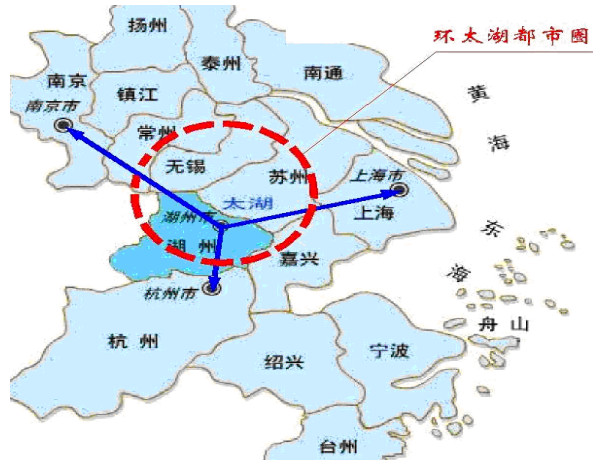 扬州
环太湖都市圈
泰州
南京
南通
南京市
镇江
黄
海
常州
无锡
苏州
上海市
太湖
湖州市
上海
东
湖州
嘉兴
海
杭州市
舟山
杭州
绍兴
宁波
台州